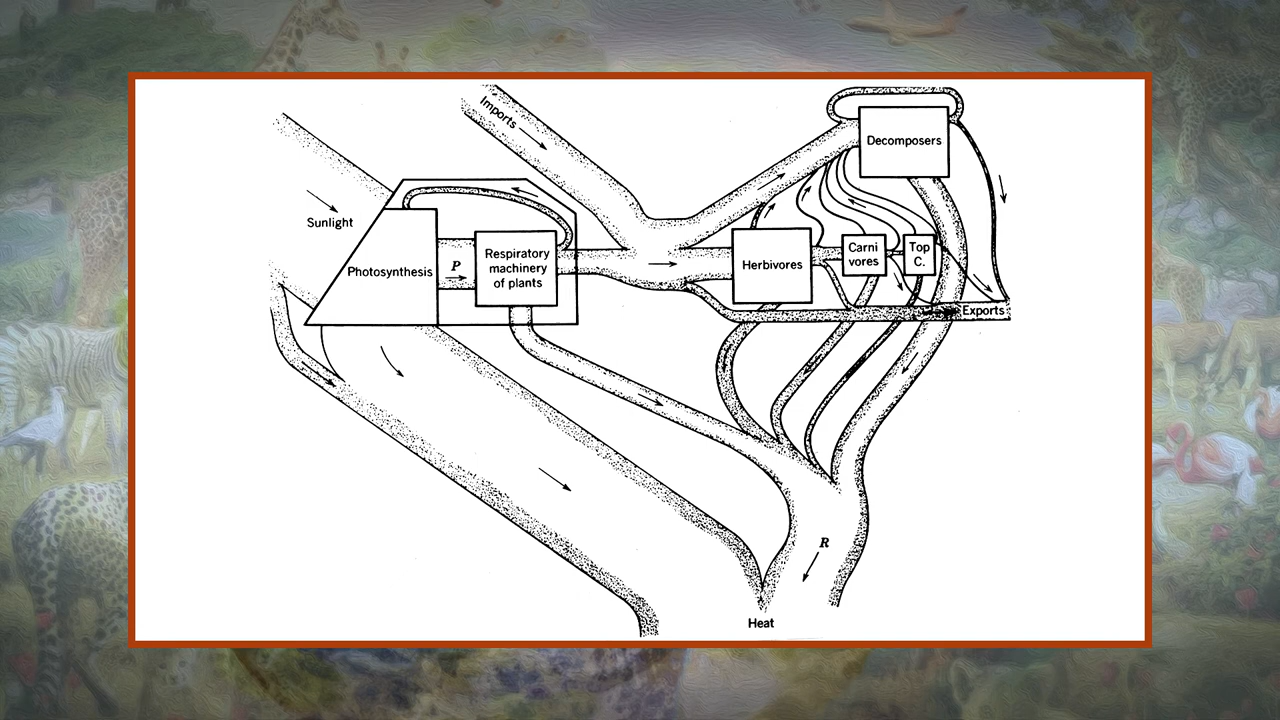 Imports
Decomposers
Sunlight
Photosynthesis
P
Respiratory
machinery
of plants
Herbivores
Carni
vores
Top
C.
Exports
R
Heat